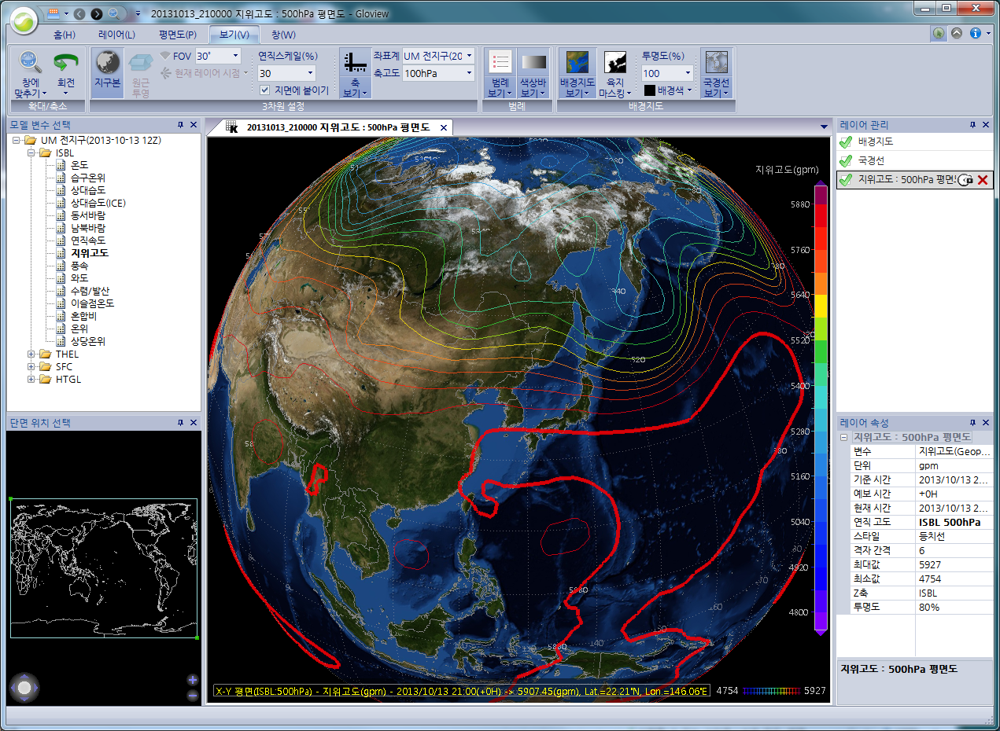 20131013_210000 지위고도 : 500hPa 평면도 - Gloview
홈(H) 레이어(L) 평면도(P) 보기(V) 창(W)
창에 맞추기
회전
확대/축소
지구본
원근 투영
FOV 30°
현재 레이어 시점
연직스케일(%)
30
지면에 붙이기
축 보기
좌표계 UM 전지구(20
축고도 100hPa
3차원 설정
범례 보기
색상바 보기
범례
배경지도 보기
육지 마스킹
투명도(%)
100
배경색
국경선 보기
배경지도
모델 변수 선택
UM 전지구(2013-10-13 12Z)
ISBL
온도
습구온위
상대습도
상대습도(ICE)
동서바람
남북바람
연직속도
지위고도
풍속
와도
수렴/발산
이슬점온도
혼합비
온위
상당온위
THEL
SFC
HTGL
단면 위치 선택
20131013_210000 지위고도 : 500hPa 평면도
지위고도(gpm)
5880
5760
5640
5520
5400
5280
5160
5040
4920
4800
520
5880
5880
X-Y 평면(ISBL:500hPa) - 지위고도(gpm) - 2013/10/13 21:00(+0H) -> 5907.45(gpm), Lat.=22.21°N, Lon.=146.06°E
4754 5927
레이어 관리
배경지도
국경선
지위고도 : 500hPa 평면도
레이어 속성
지위고도 : 500hPa 평면도
변수 지위고도(Geop...
단위 gpm
기준 시간 2013/10/13 2...
예보 시간 +0H
현재 시간 2013/10/13 2...
연직 고도 ISBL 500hPa
스타일 등치선
격자 간격 6
최대값 5927
최소값 4754
Z축 ISBL
투명도 80%
지위고도 : 500hPa 평면도